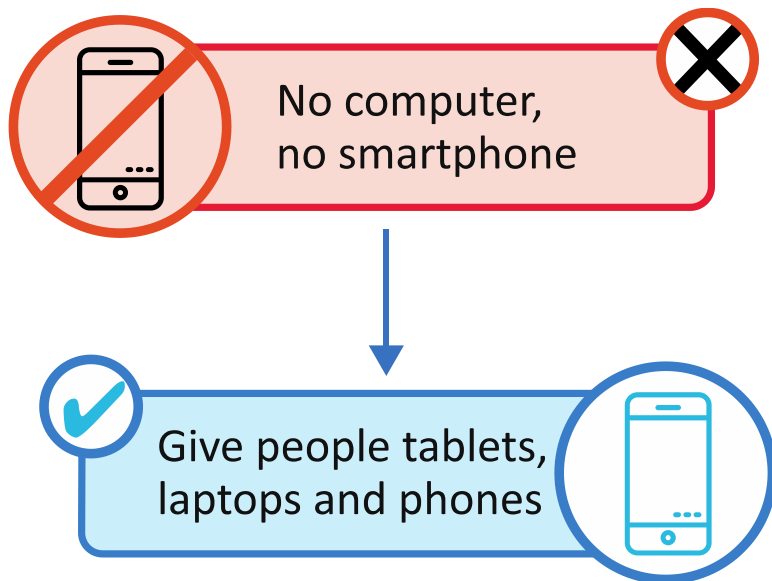 No computer,
no smartphone
Give people tablets,
laptops and phones